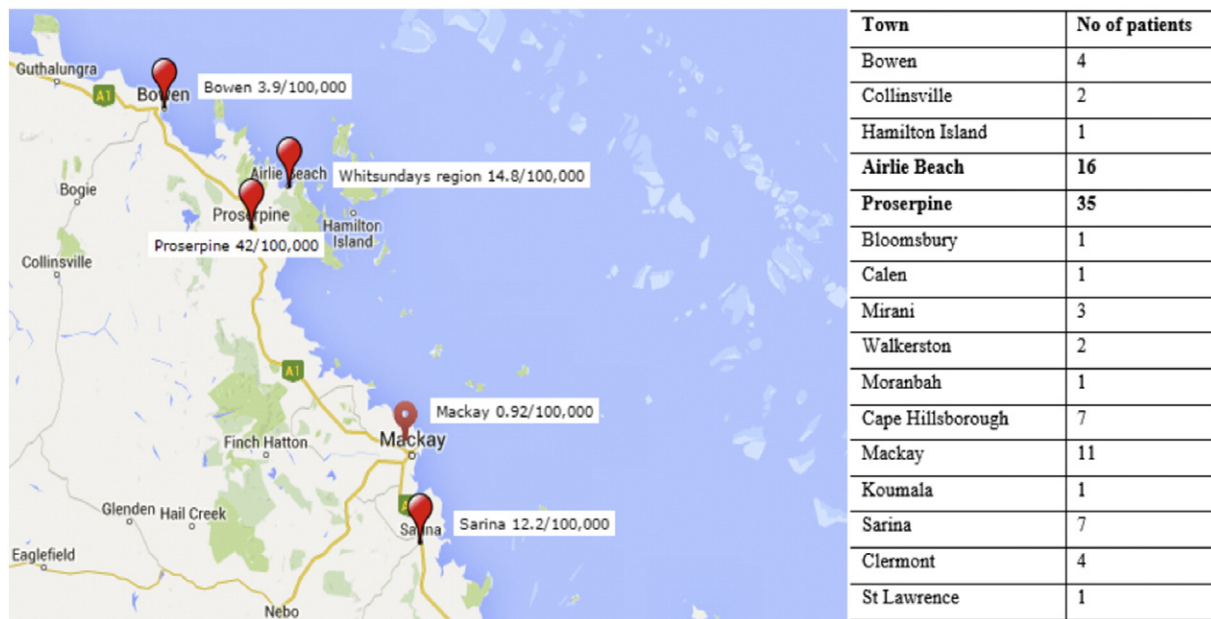 Guthalungra
A1
Bowen
Bowen 3.9/100,000
Airlie Beach
Whitsundays region 14.8/100,000
Bogie
Proserpine
Hamilton
Island
Proserpine 42/100,000
Collinsville
A1
Mackay 0.92/100,000
Finch Hatton
Mackay
Glenden
Hail Creek
Sarina
Sarina 12.2/100,000
Eaglefield
Nebo
Town No of patients
Bowen 4
Collinsville 2
Hamilton Island 1
Airlie Beach 16
Proserpine 35
Bloomsbury 1
Calen 1
Mirani 3
Walkerston 2
Moranbah 1
Cape Hillsborough 7
Mackay 11
Koumala 1
Sarina 7
Clermont 4
St Lawrence 1